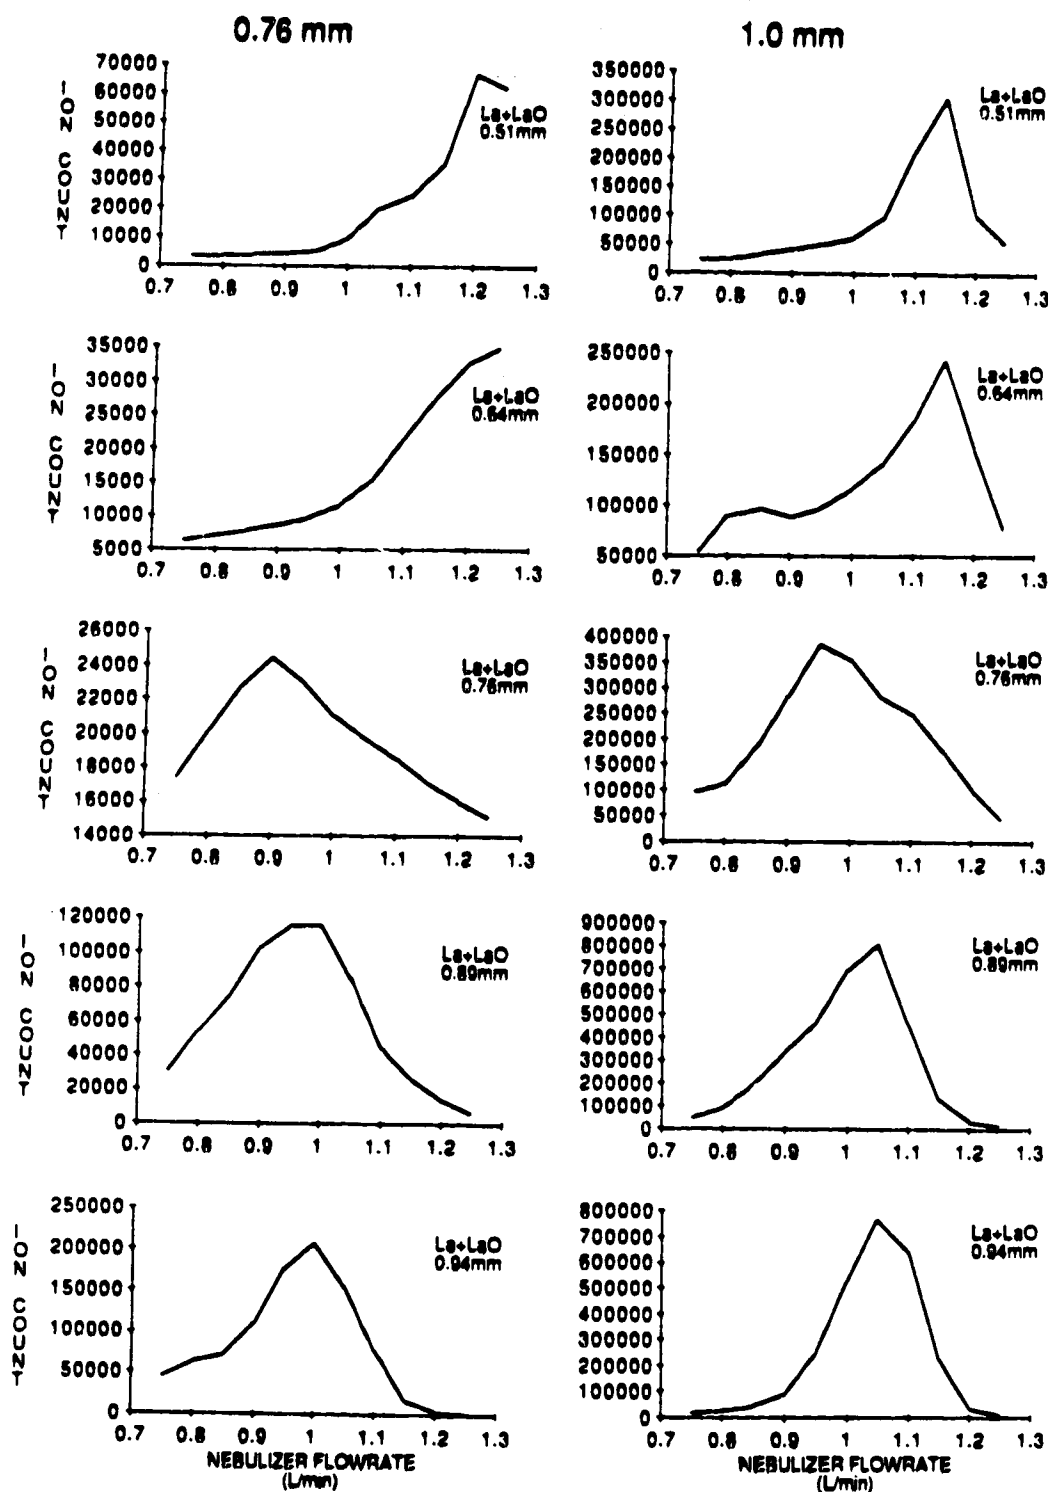 0.76 mm
1.0 mm
70000
60000
50000
40000
30000
20000
10000
0
ION COUNT
La+LaO
0.51mm
0.7 0.8 0.9 1 1.1 1.2 1.3
350000
300000
250000
200000
150000
100000
50000
0
La+LaO
0.51mm
0.7 0.8 0.9 1 1.1 1.2 1.3
35000
30000
25000
20000
15000
10000
5000
ION COUNT
La+LaO
0.64mm
0.7 0.8 0.9 1 1.1 1.2 1.3
250000
200000
150000
100000
50000
La+LaO
0.64mm
0.7 0.8 0.9 1 1.1 1.2 1.3
26000
24000
22000
20000
18000
16000
14000
ION COUNT
La+LaO
0.76mm
0.7 0.8 0.9 1 1.1 1.2 1.3
400000
350000
300000
250000
200000
150000
100000
50000
0
La+LaO
0.76mm
0.7 0.8 0.9 1 1.1 1.2 1.3
120000
100000
80000
60000
40000
20000
0
ION COUNT
La+LaO
0.89mm
0.7 0.8 0.9 1 1.1 1.2 1.3
900000
800000
700000
600000
500000
400000
300000
200000
100000
0
La+LaO
0.89mm
0.7 0.8 0.9 1 1.1 1.2 1.3
250000
200000
150000
100000
50000
0
ION COUNT
La+LaO
0.94mm
0.7 0.8 0.9 1 1.1 1.2 1.3
NEBULIZER FLOWRATE
(L/min)
800000
700000
600000
500000
400000
300000
200000
100000
0
La+LaO
0.94mm
0.7 0.8 0.9 1 1.1 1.2 1.3
NEBULIZER FLOWRATE
(L/min)